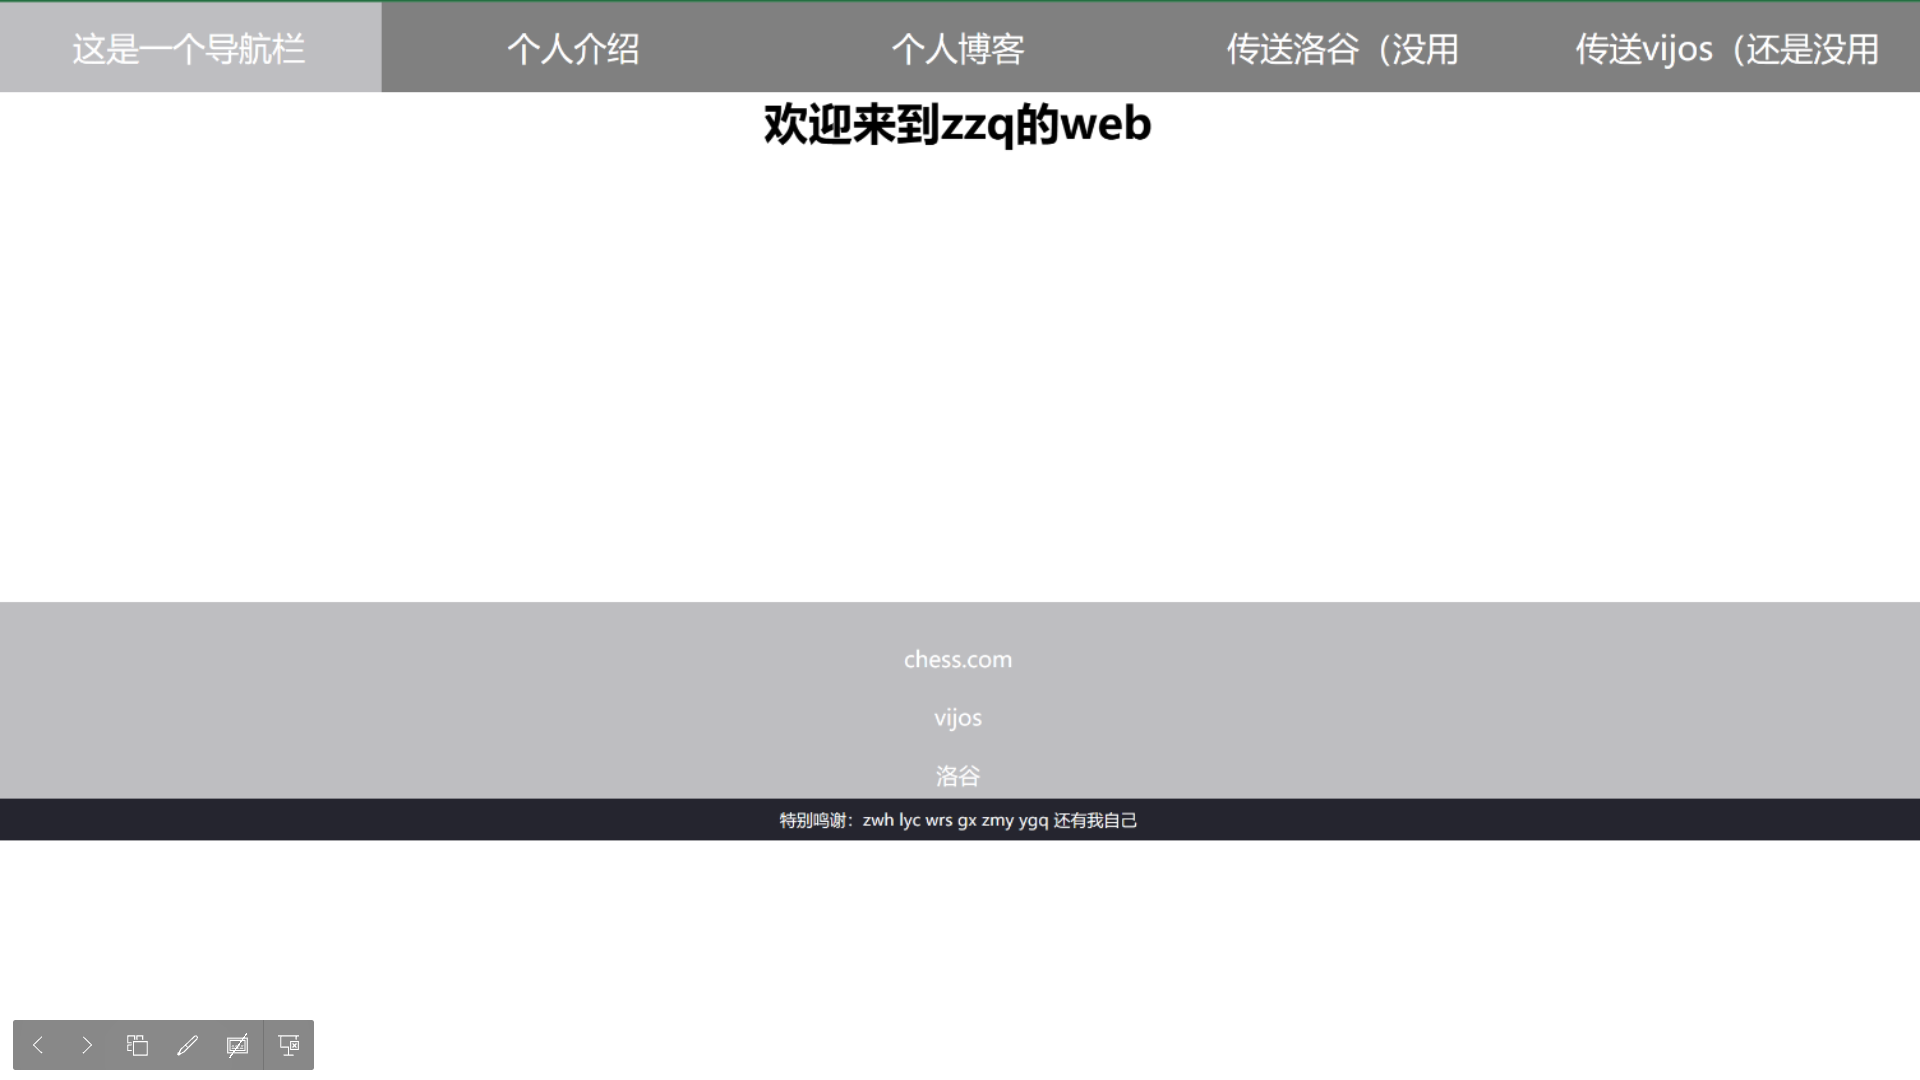 这是一个导航栏 个人介绍 个人博客 传送洛谷（没用 传送vijos（还是没用
欢迎来到zzq的web
chess.com
vijos
洛谷
特别鸣谢：zwh lyc wrs gx zmy ygq 还有我自己